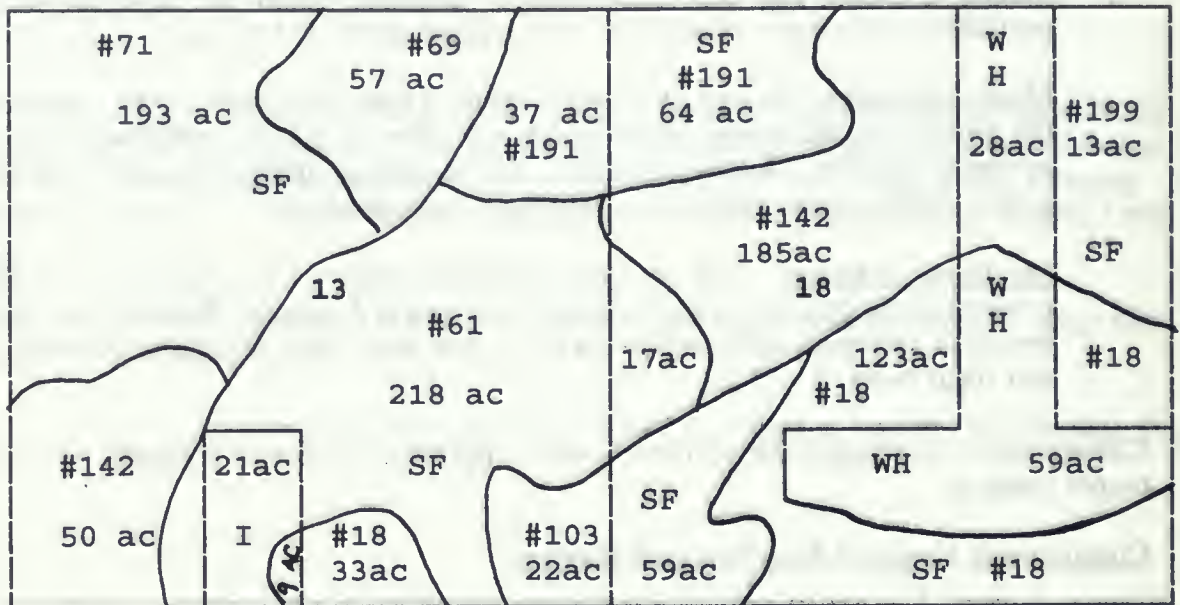 #71
193 ac
SF
#69
57 ac
37 ac
#191
SF
#191
64 ac
W
H
28ac
#199
13ac
SF
#142
185ac
18
W
H
13
#61
218 ac
17ac
123ac
#18
#18
#142
50 ac
21ac
I
9 AC
SF
#18
33ac
#103
22ac
SF
59ac
WH 59ac
SF #18